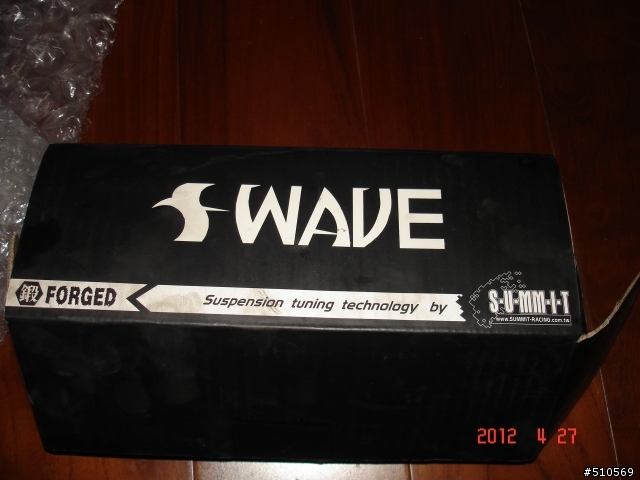 WAVE
鍛 FORGED
Suspension tuning technology by
S·U·MM·I·T
www.SUMMIT-RACING.com.tw
2012 4 27
#510569